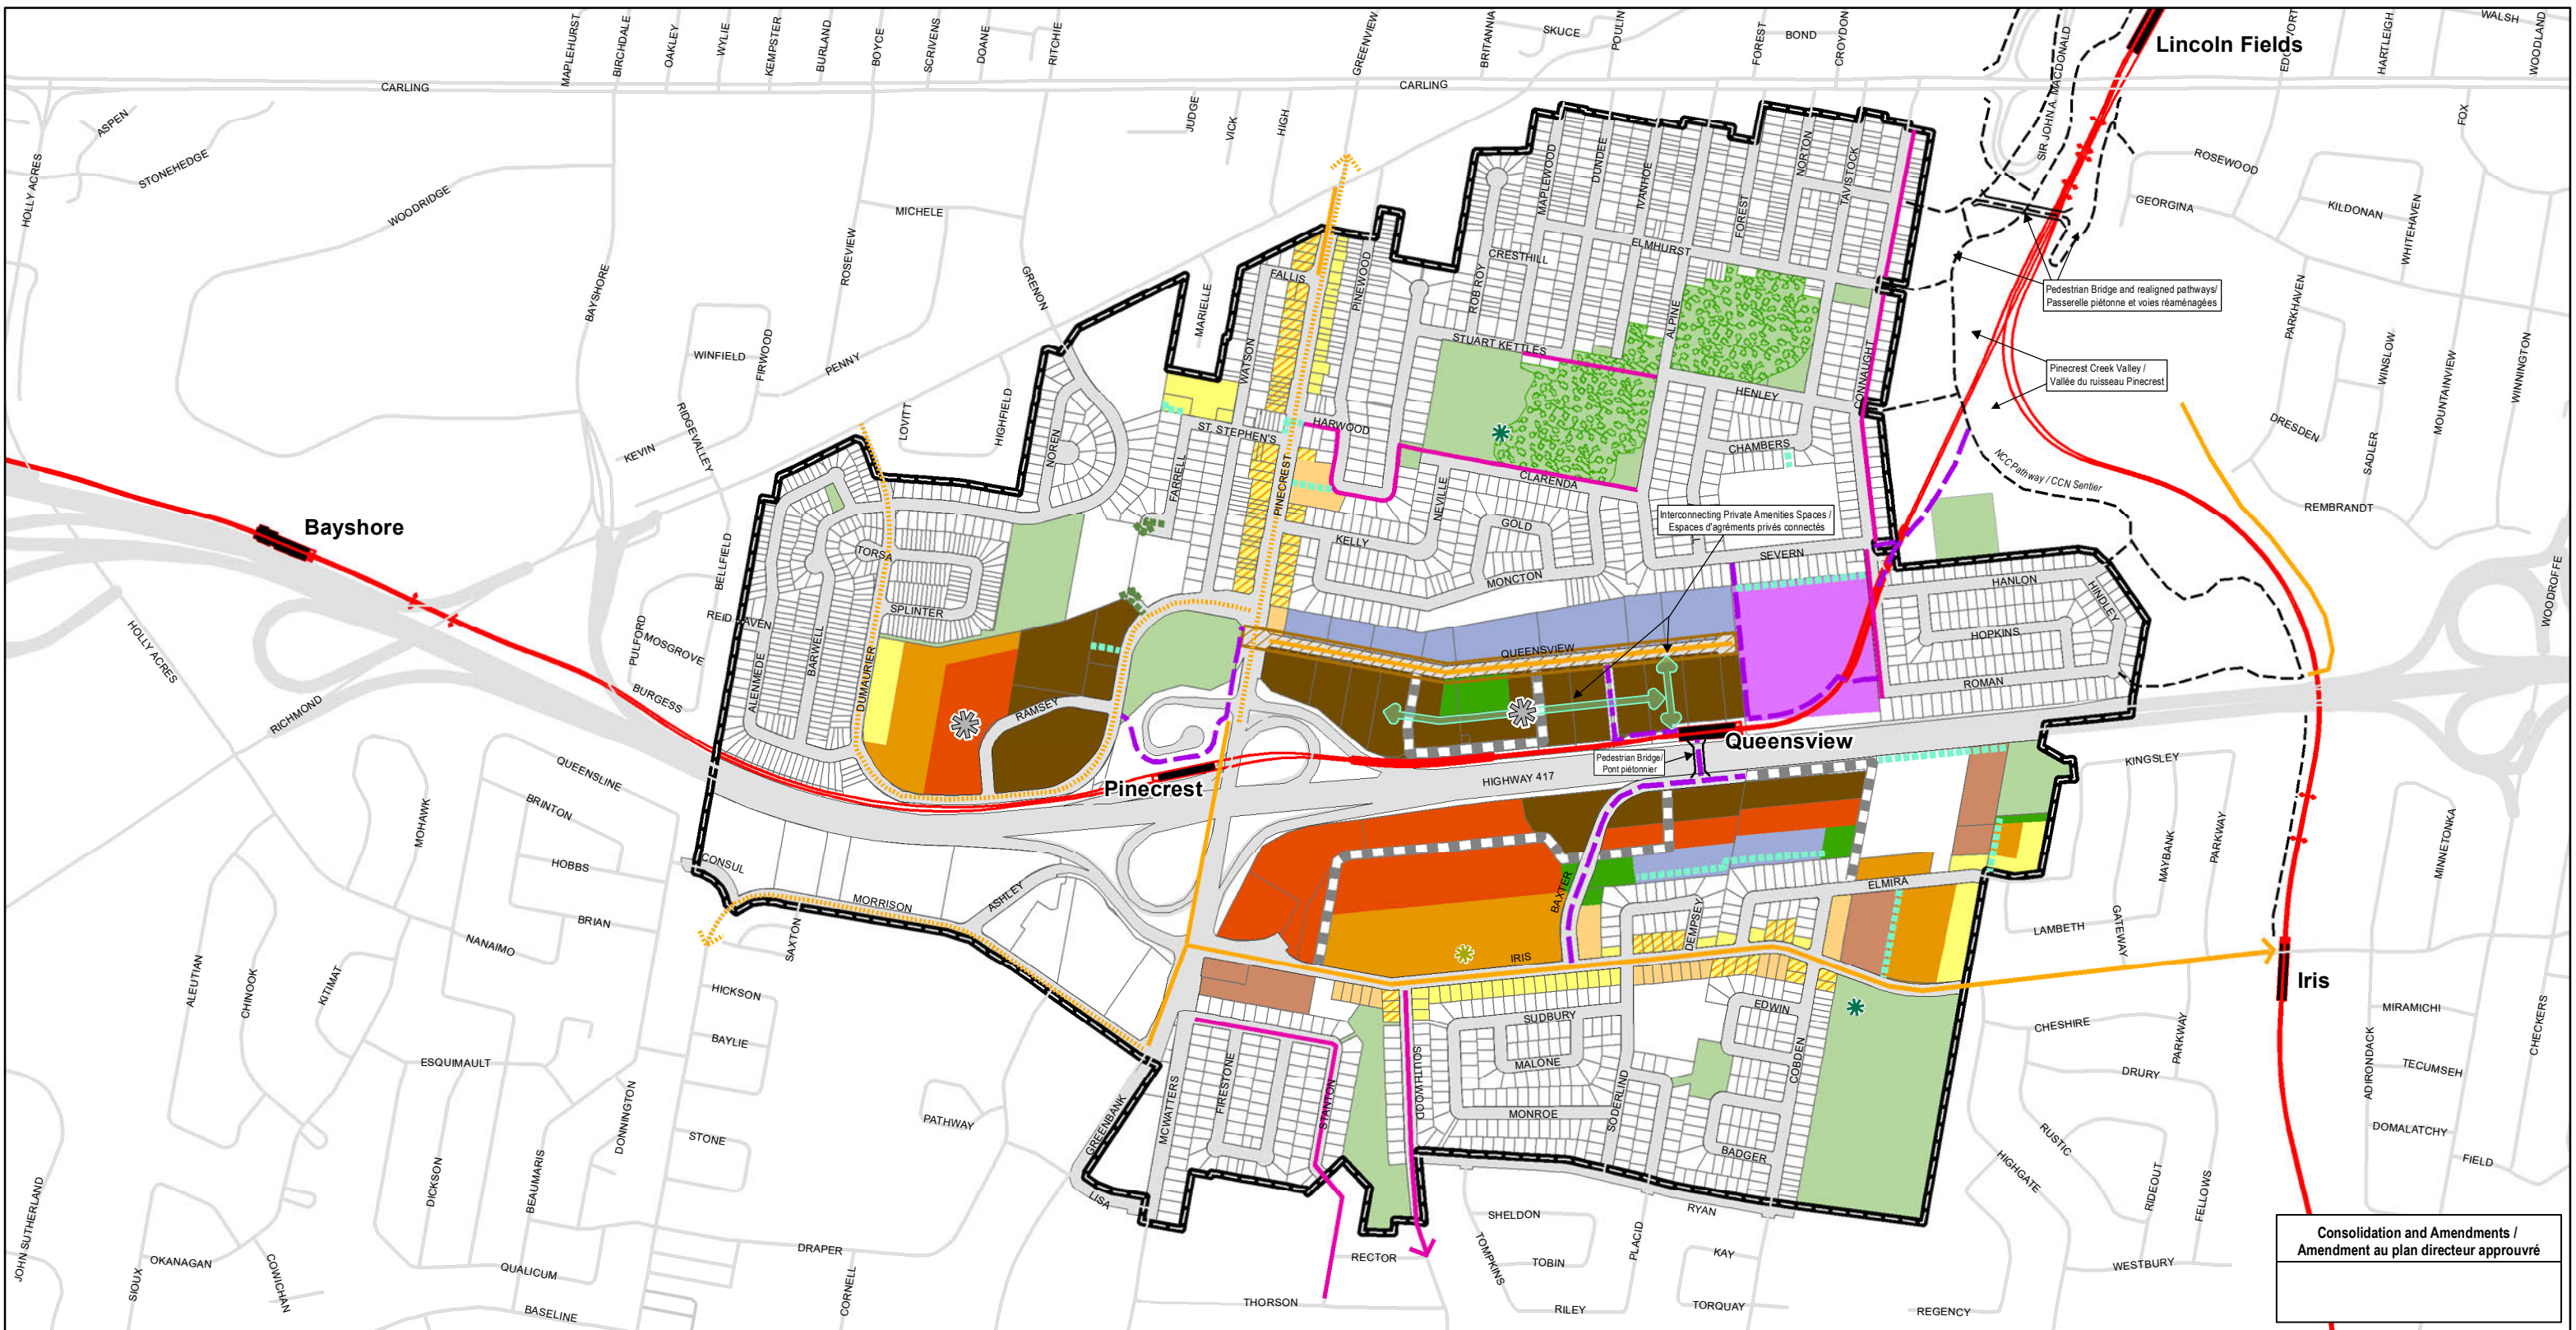 MAPLEHURST
BIRCHDALE
OAKLEY
WYLIE
KEMPSTER
BURLAND
BOYCE
SCRIVENS
DOANE
RITCHIE
GREENVIEW
BRITANIA
SKUCE
POULIN
FOREST
BOND
CROYDON
SIR JOHN A. MACDONALD
Lincoln Fields
HARTLEIGH
WALSH
WOODLAND
CARLING
CARLING
HOLLY ACRES
ASPEN
STONEHEDGE
WOODRIDGE
JUDGE
VICK
HIGH
FOX
ROSEWOOD
GEORGINA
KILDONAN
WHITEHAVEN
MICHELE
ROSEVIEW
BAYSHORE
GRENON
MARIELLE
FALLIS
PINEWOOD
WATSON
MAPLEWOOD
DUNDEE
IVANHOE
FOREST
NORTON
TAVISTOCK
ELMHURST
CRESTHILL
ROB ROY
STUART KETTLES
ALPINE
HENLEY
CONNAUGHT
Pedestrian Bridge and realigned pathways/
Passerelle piétonne et voies réaménagées
Pinecrest Creek Valley /
Vallée du ruisseau Pinecrest
PARKHAVEN
WINSLOW
MOUNTAINVIEW
WINNINGTON
DRESDEN
SADLER
REMBRANDT
WOODROFFE
NCC Pathway / CCN Sentier
WINFIELD
FIRWOOD
PENNY
LOVITT
HIGHFIELD
KEVIN
RIDGEVALLEY
NOREN
FARRELL
ST. STEPHEN'S
HARWOOD
PINECREST
CLARENDA
CHAMBERS
NEVILLE
GOLD
KELLY
MONCTON
SEVERN
Interconnecting Private Amenities Spaces /
Espaces d'agréments privés connectés
Bayshore
BELLFIELD
TORSA
SPLINTER
REID HAVEN
PULFORD
MOSGROVE
BURGESS
ALENMEDE
BARWELL
DUMAURIER
RAMSEY
HOLLY ACRES
RICHMOND
QUEENSVIEW
HANLON
HINDLEY
HOPKINS
ROMAN
Queensview
Pinecrest
Pedestrian Bridge/
Pont piétonnier
HIGHWAY 417
KINGSLEY
QUEENSLINE
BRINTON
MOHAWK
HOBBS
BRIAN
NANAIMO
CONSUL
MORRISON
ASHLEY
SAXTON
BAXTER
DEMPSEY
ELMIRA
IRIS
LAMBETH
GATEWAY
MAYBANK
PARKWAY
MINNETONKA
Iris
ALEUTIAN
CHINOOK
KITIMAT
HICKSON
BAYLIE
ESQUIMAULT
DONNINGTON
STONE
DICKSON
BEAUMARIS
PATHWAY
GREENBANK
LISA
MCWATTERS
FIRESTONE
STANTON
SOUTHWOOD
SUDBURY
MALONE
MONROE
SODERLIND
EDWIN
COBDEN
BADGER
CHESHIRE
DRURY
PARKWAY
RUSTIC
HIGHGATE
RIDEOUT
FELLOWS
MIRAMICHI
TECUMSEH
ADIRONDACK
DOMALATCHY
FIELD
CHECKERS
JOHN SUTHERLAND
SIOUX
OKANAGAN
COWICHAN
QUALICUM
BASELINE
DRAPER
CORNELL
THORSON
RECTOR
TOMPKINS
SHELDON
TOBIN
RILEY
PLACID
RYAN
KAY
TORQUAY
REGENCY
WESTBURY
Consolidation and Amendments /
Amendment au plan directeur approuvré